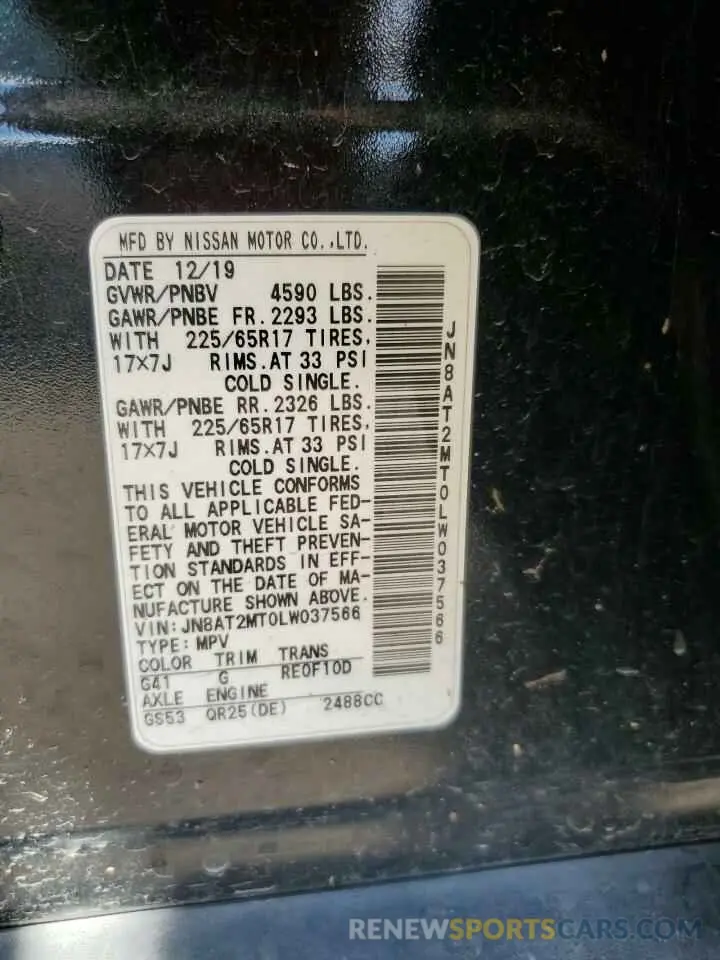 MFD BY NISSAN MOTOR CO.,LTD.
DATE 12/19
GVWR/PNBV 4590 LBS.
GAWR/PNBE FR. 2293 LBS.
WITH 225/65R17 TIRES,
17X7J RIMS.AT 33 PSI
COLD SINGLE.
GAWR/PNBE RR. 2326 LBS.
WITH 225/65R17 TIRES,
17X7J RIMS.AT 33 PSI
COLD SINGLE.
THIS VEHICLE CONFORMS
TO ALL APPLICABLE FED-
ERAL MOTOR VEHICLE SA-
FETY AND THEFT PREVEN-
TION STANDARDS IN EFF-
ECT ON THE DATE OF MA-
NUFACTURE SHOWN ABOVE.
VIN: JN8AT2MT0LW037566
TYPE: MPV
COLOR TRIM TRANS
G41 G RE0F10D
AXLE ENGINE
GS53 QR25(DE) 2488CC
JN8AT2MT0LW037566
RENEWSPORTSCARS.COM